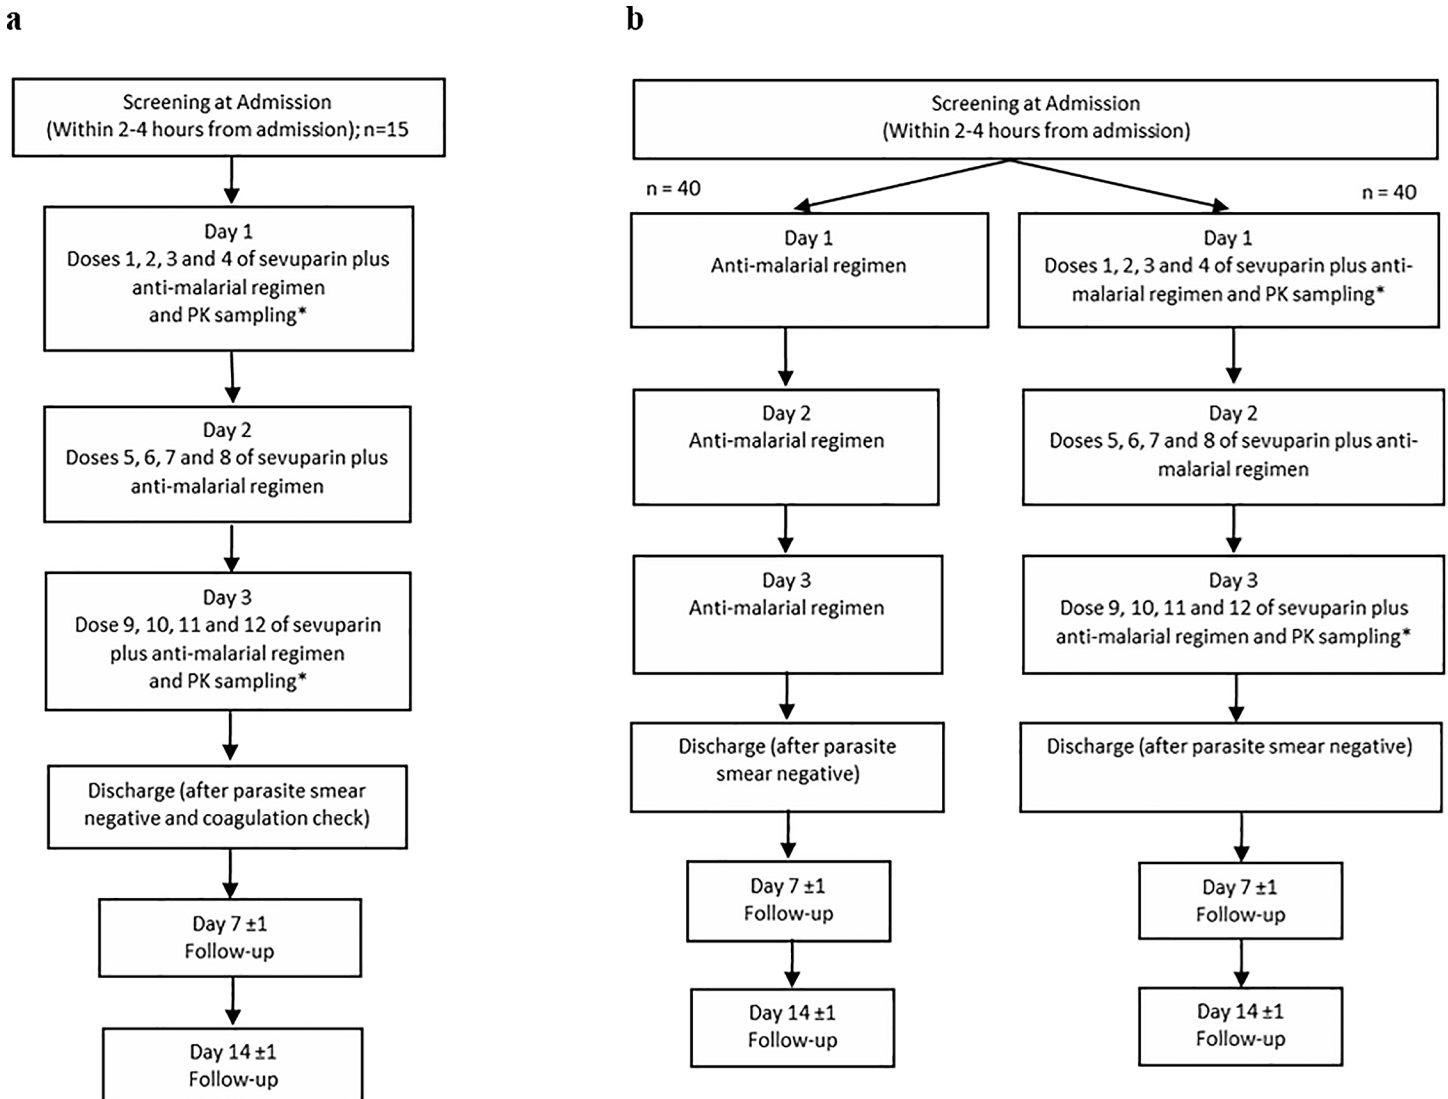 a
Screening at Admission
(Within 2-4 hours from admission); n=15
Day 1
Doses 1, 2, 3 and 4 of sevuparin plus
anti-malarial regimen
and PK sampling*
Day 2
Doses 5, 6, 7 and 8 of sevuparin plus
anti-malarial regimen
Day 3
Dose 9, 10, 11 and 12 of sevuparin
plus anti-malarial regimen
and PK sampling*
Discharge (after parasite smear
negative and coagulation check)
Day 7 ±1
Follow-up
Day 14 ±1
Follow-up
b
Screening at Admission
(Within 2-4 hours from admission)
n = 40
Day 1
Anti-malarial regimen
Day 2
Anti-malarial regimen
Day 3
Anti-malarial regimen
Discharge (after parasite
smear negative)
Day 7 ±1
Follow-up
Day 14 ±1
Follow-up
n = 40
Day 1
Doses 1, 2, 3 and 4 of sevuparin plus anti-
malarial regimen and PK sampling*
Day 2
Doses 5, 6, 7 and 8 of sevuparin plus anti-
malarial regimen
Day 3
Dose 9, 10, 11 and 12 of sevuparin plus
anti-malarial regimen and PK sampling*
Discharge (after parasite smear negative)
Day 7 ±1
Follow-up
Day 14 ±1
Follow-up